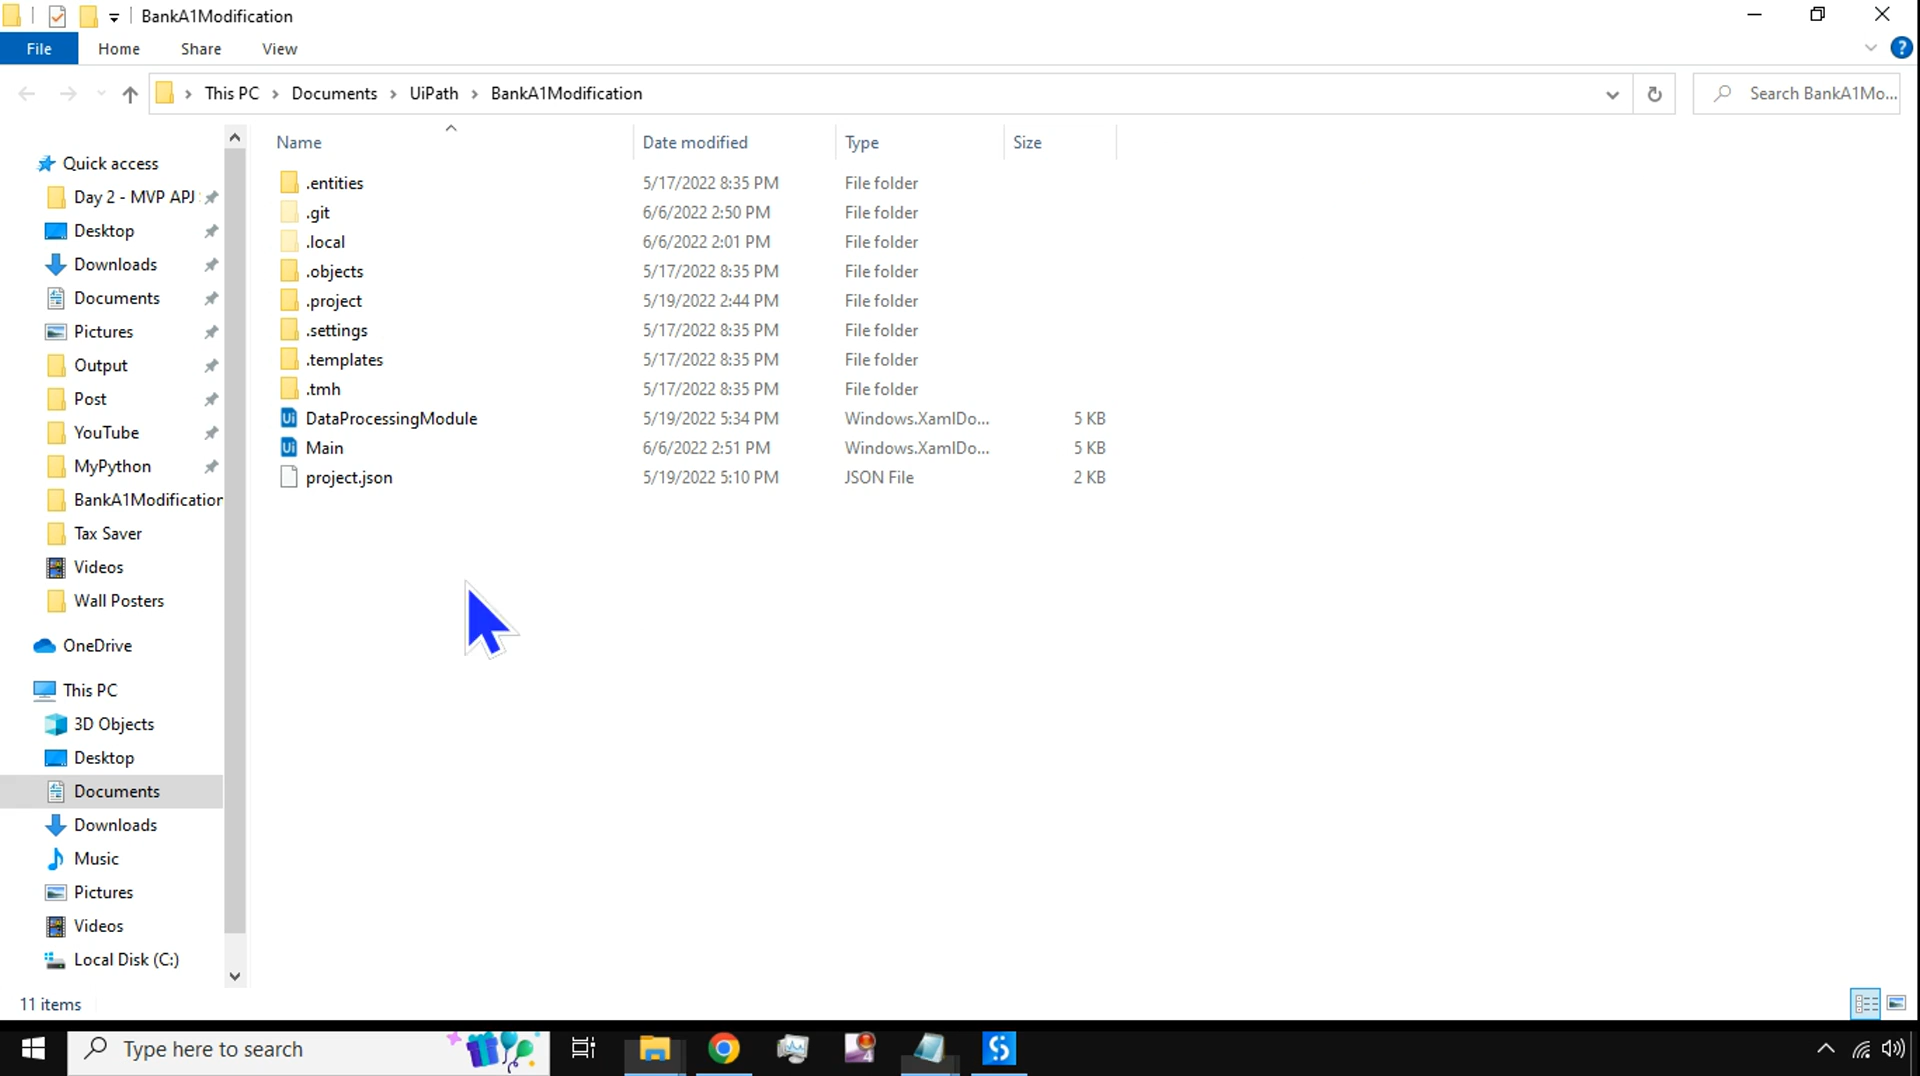 BankA1Modification
File Home Share View
This PC Documents UiPath BankA1Modification
Search BankA1Mo...
Name Date modified Type Size
Quick access
Day 2 - MVP APJ
Desktop
Downloads
Documents
Pictures
Output
Post
YouTube
MyPython
BankA1Modification
Tax Saver
Videos
Wall Posters
OneDrive
This PC
3D Objects
Desktop
Documents
Downloads
Music
Pictures
Videos
Local Disk (C:)
.entities 5/17/2022 8:35 PM File folder
.git 6/6/2022 2:50 PM File folder
.local 6/6/2022 2:01 PM File folder
.objects 5/17/2022 8:35 PM File folder
.project 5/19/2022 2:44 PM File folder
.settings 5/17/2022 8:35 PM File folder
.templates 5/17/2022 8:35 PM File folder
.tmh 5/17/2022 8:35 PM File folder
Ui DataProcessingModule 5/19/2022 5:34 PM Windows.XamlDo... 5 KB
Ui Main 6/6/2022 2:51 PM Windows.XamlDo... 5 KB
project.json 5/19/2022 5:10 PM JSON File 2 KB
11 items
Type here to search
4